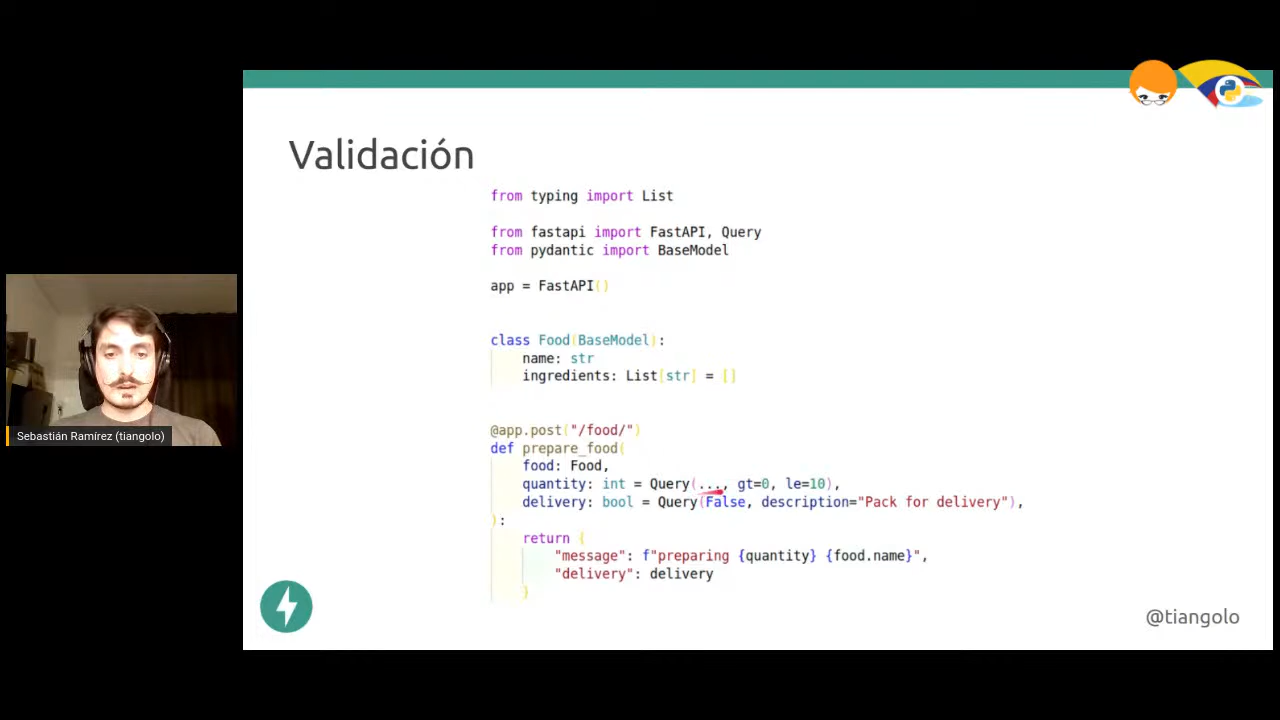 Validación
from typing import List
from fastapi import FastAPI, Query
from pydantic import BaseModel
app = FastAPI()
class Food(BaseModel):
name: str
ingredients: List[str] = []
@app.post("/food/")
def prepare_food(
food: Food,
quantity: int = Query(..., gt=0, le=10),
delivery: bool = Query(False, description="Pack for delivery"),
):
return {
"message": f"preparing {quantity} {food.name}",
"delivery": delivery
}
Sebastián Ramírez (tiangolo)
@tiangolo